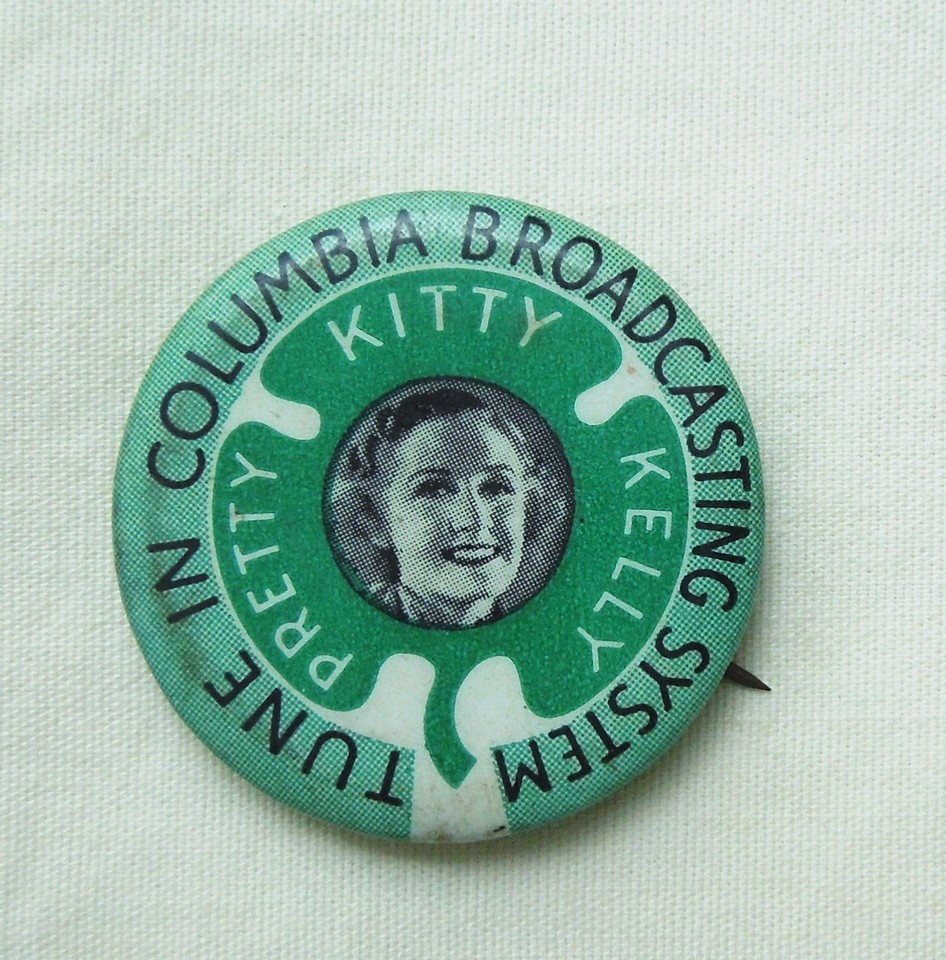 TUNE IN COLUMBIA BROADCASTING SYSTEM
PRETTY KITTY KELLY